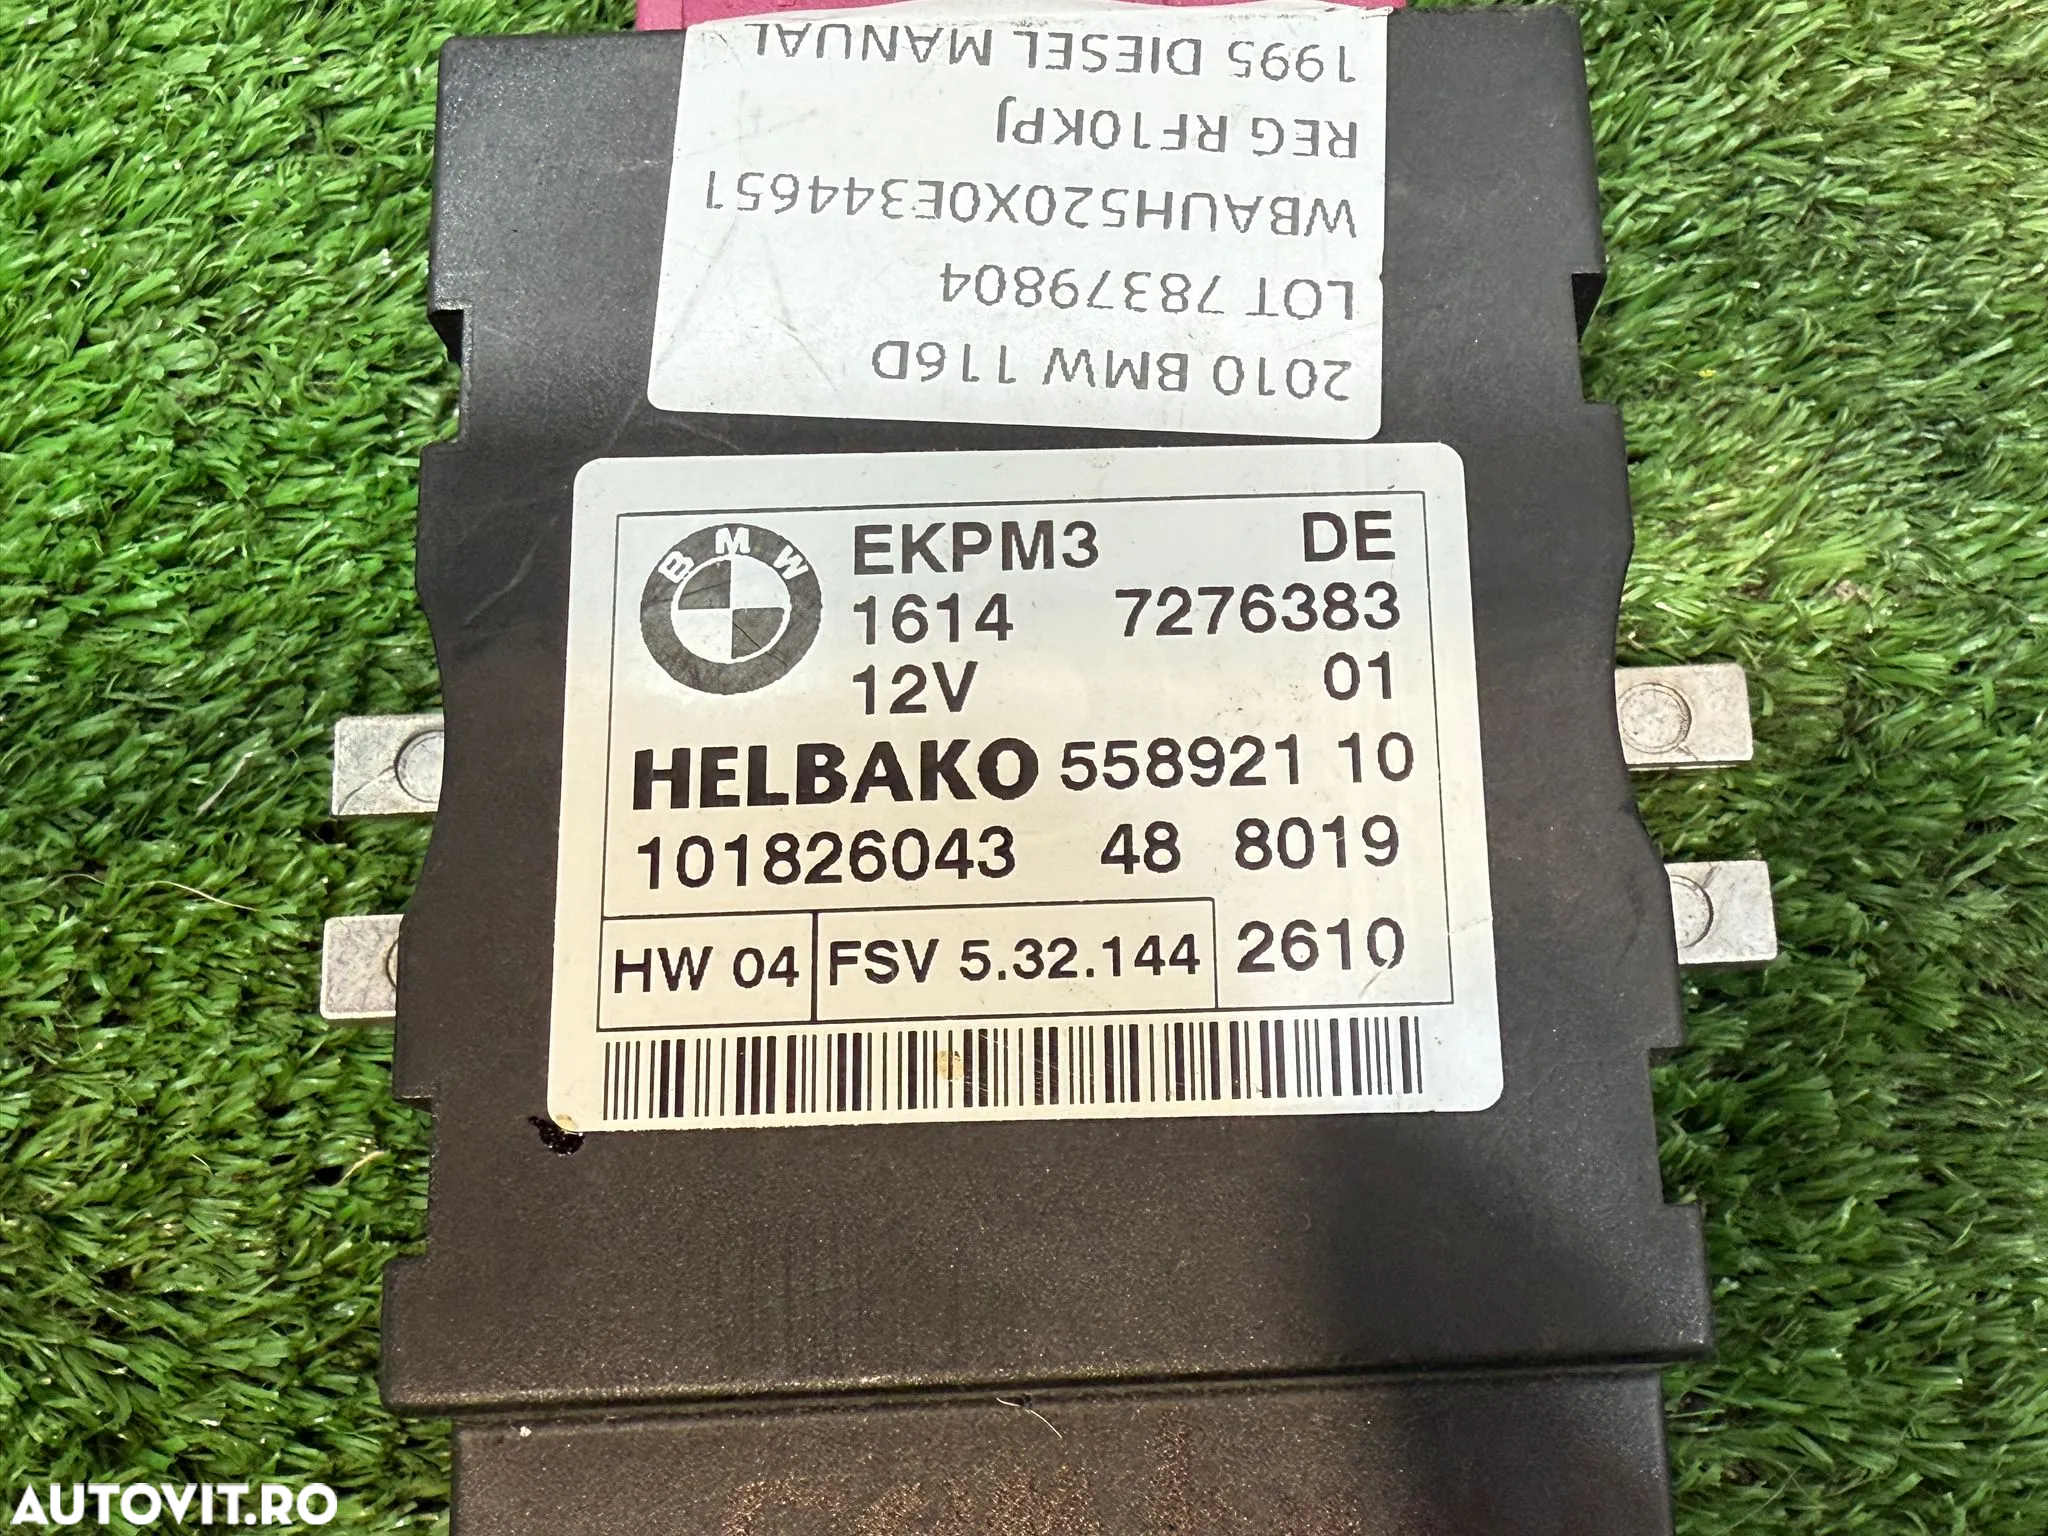 1995 DIESEL MANUAL
REG RF10KPJ
WBAUH520X0E344651
LOT 78379804
2010 BMW 116D
BMW
EKPM3 DE
1614 7276383
12V 01
HELBAKO 558921 10
101826043 48 8019
HW 04 FSV 5.32.144 2610
AUTOVIT.RO